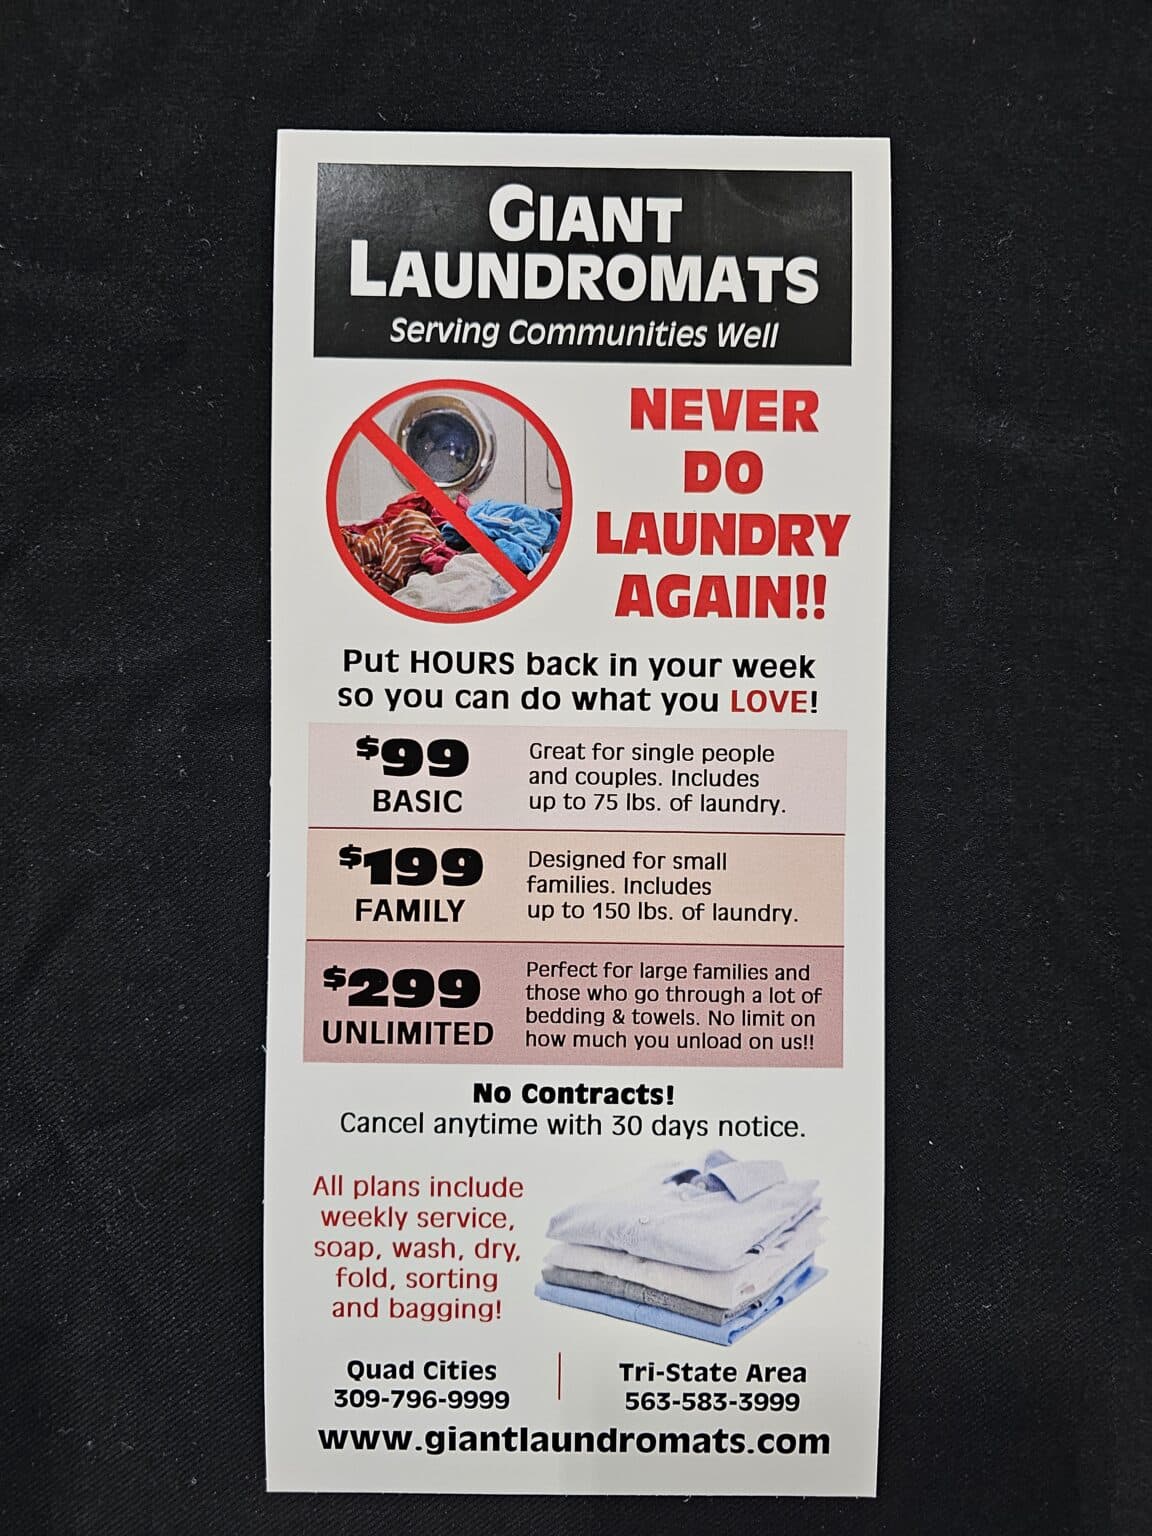 GIANT
LAUNDROMATS
Serving Communities Well
NEVER
DO
LAUNDRY
AGAIN!!
Put HOURS back in your week
so you can do what you LOVE!
$99
BASIC
Great for single people
and couples. Includes
up to 75 lbs. of laundry.
$199
FAMILY
Designed for small
families. Includes
up to 150 lbs. of laundry.
$299
UNLIMITED
Perfect for large families and
those who go through a lot of
bedding & towels. No limit on
how much you unload on us!!
No Contracts!
Cancel anytime with 30 days notice.
All plans include
weekly service,
soap, wash, dry,
fold, sorting
and bagging!
Quad Cities
309-796-9999
Tri-State Area
563-583-3999
www.giantlaundromats.com